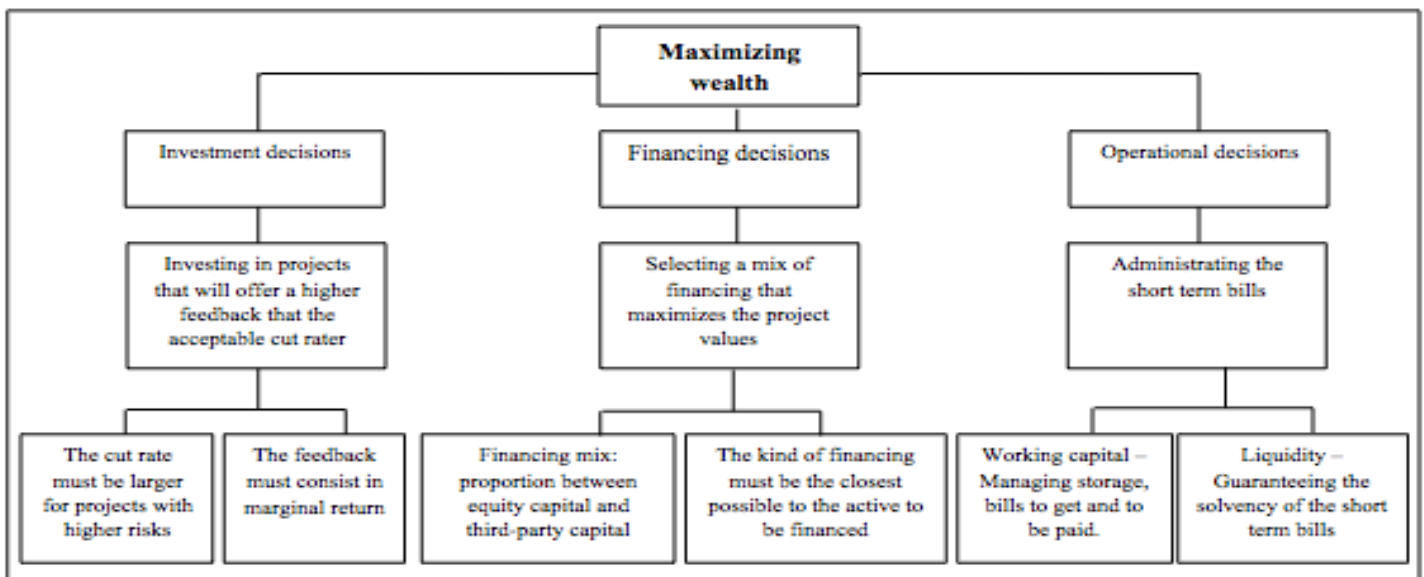 Maximizing
wealth
Investment decisions
Financing decisions
Operational decisions
Investing in projects
that will offer a higher
feedback that the
acceptable cut rater
Selecting a mix of
financing that
maximizes the project
values
Administrating the
short term bills
The cut rate
must be larger
for projects with
higher risks
The feedback
must consist in
marginal return
Financing mix:
proportion between
equity capital and
third-party capital
The kind of financing
must be the closest
possible to the active to
be financed
Working capital –
Managing storage,
bills to get and to
be paid.
Liquidity –
Guaranteeing the
solvency of the short
term bills